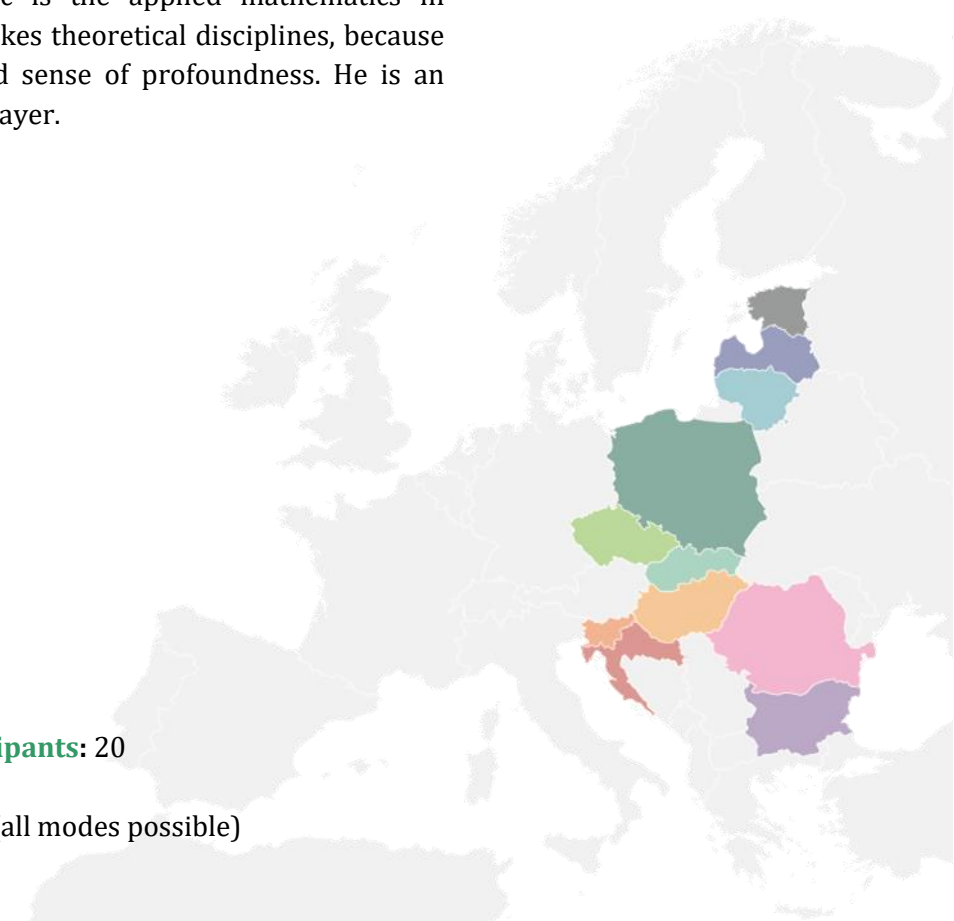 is the applied mathematics in
kes theoretical disciplines, because
sense of profoundness. He is an
ayer.
ipants: 20
all modes possible)